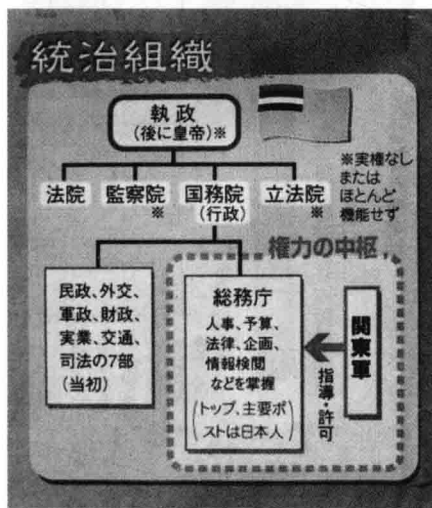 統治組織
執政
(後に皇帝)※
※実権なし
または
ほとんど
機能せず
法院
監察院
※
国務院
(行政)
立法院
※
権力の中枢
民政、外交、
軍政、財政、
実業、交通、
司法の7部
(当初)
総務庁
人事、予算、
法律、企画、
情報検閲
などを掌握
(トップ、主要ポ
ストは日本人)
関東軍
指導・許可